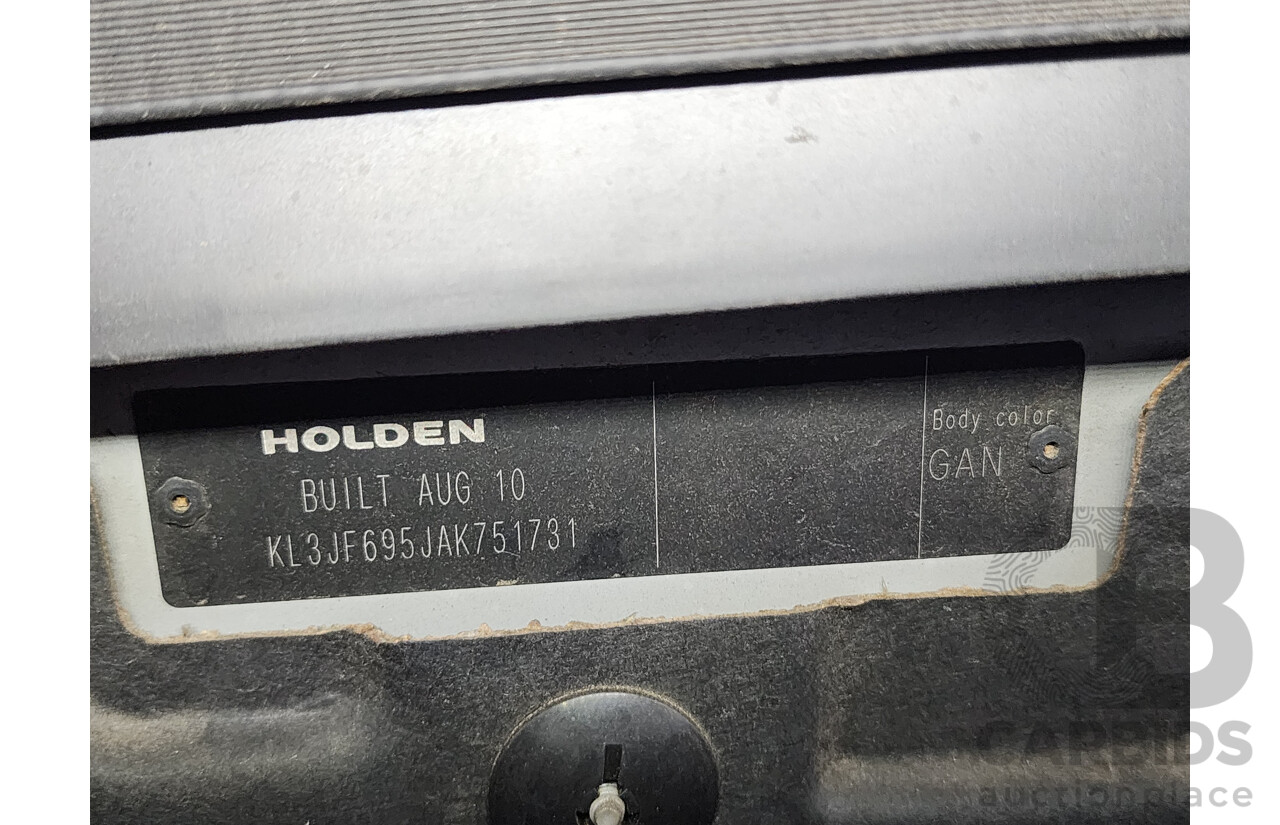 HOLDEN
BUILT AUG 10
KL3JF695JAK751731
Body color
GAN
B
CARBIDS
auctionplace